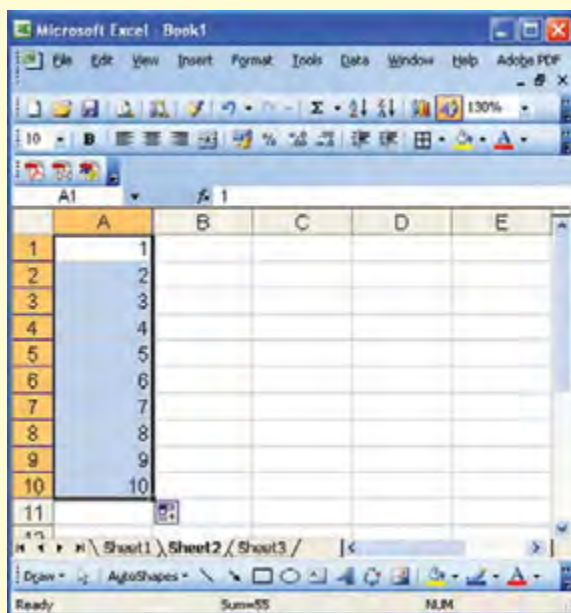 Microsoft Excel - Book1
File Edit View Insert Format Tools Data Window Help Adobe PDF
130%
10 B %
A1 fx 1
A B C D E
1 1
2 2
3 3
4 4
5 5
6 6
7 7
8 8
9 9
10 10
11
Sheet1 Sheet2 Sheet3
Draw AutoShapes
Ready Sum=55 NUM